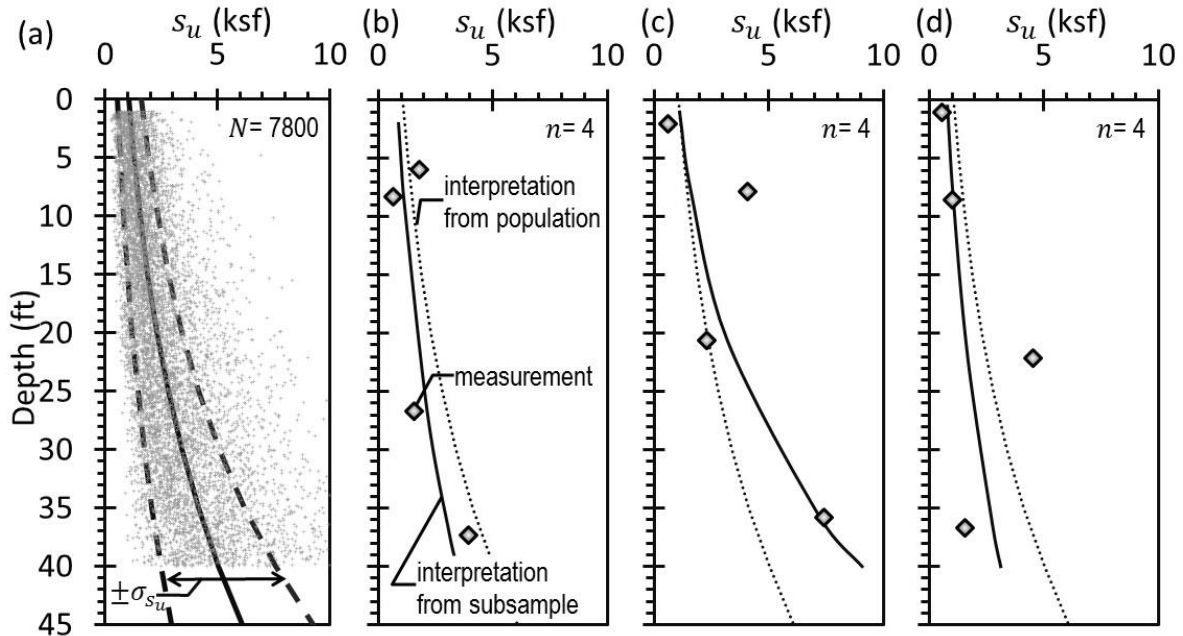 (a) s_u (ksf)
0 5 10
N = 7800
Depth (ft)
0
5
10
15
20
25
30
35
40
45
±σ_{s_u}
(b) s_u (ksf)
0 5 10
n = 4
interpretation
from population
measurement
interpretation
from subsample
(c) s_u (ksf)
0 5 10
n = 4
(d) s_u (ksf)
0 5 10
n = 4